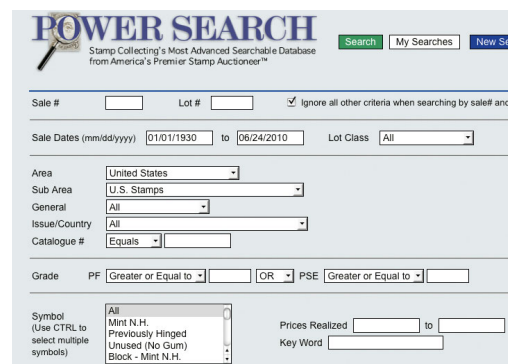 POWER SEARCH
Stamp Collecting's Most Advanced Searchable Database
from America's Premier Stamp Auctioneer™
Search My Searches New Se
Sale # Lot # Ignore all other criteria when searching by sale# and
Sale Dates (mm/dd/yyyy) 01/01/1930 to 06/24/2010 Lot Class All
Area United States
Sub Area U.S. Stamps
General All
Issue/Country All
Catalogue # Equals
Grade PF Greater or Equal to OR PSE Greater or Equal to
Symbol
(Use CTRL to
select multiple
symbols)
All
Mint N.H.
Previously Hinged
Unused (No Gum)
Block - Mint N.H.
Prices Realized to
Key Word